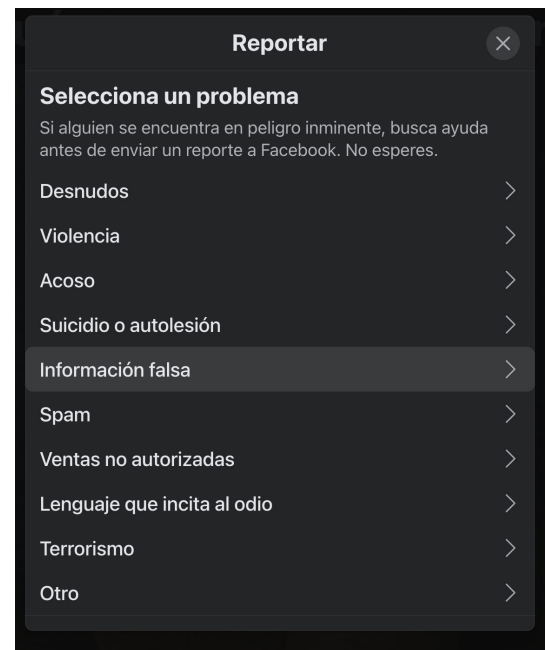 Reportar
Selecciona un problema
Si alguien se encuentra en peligro inminente, busca ayuda
antes de enviar un reporte a Facebook. No esperes.
Desnudos
Violencia
Acoso
Suicidio o autolesión
Información falsa
Spam
Ventas no autorizadas
Lenguaje que incita al odio
Terrorismo
Otro